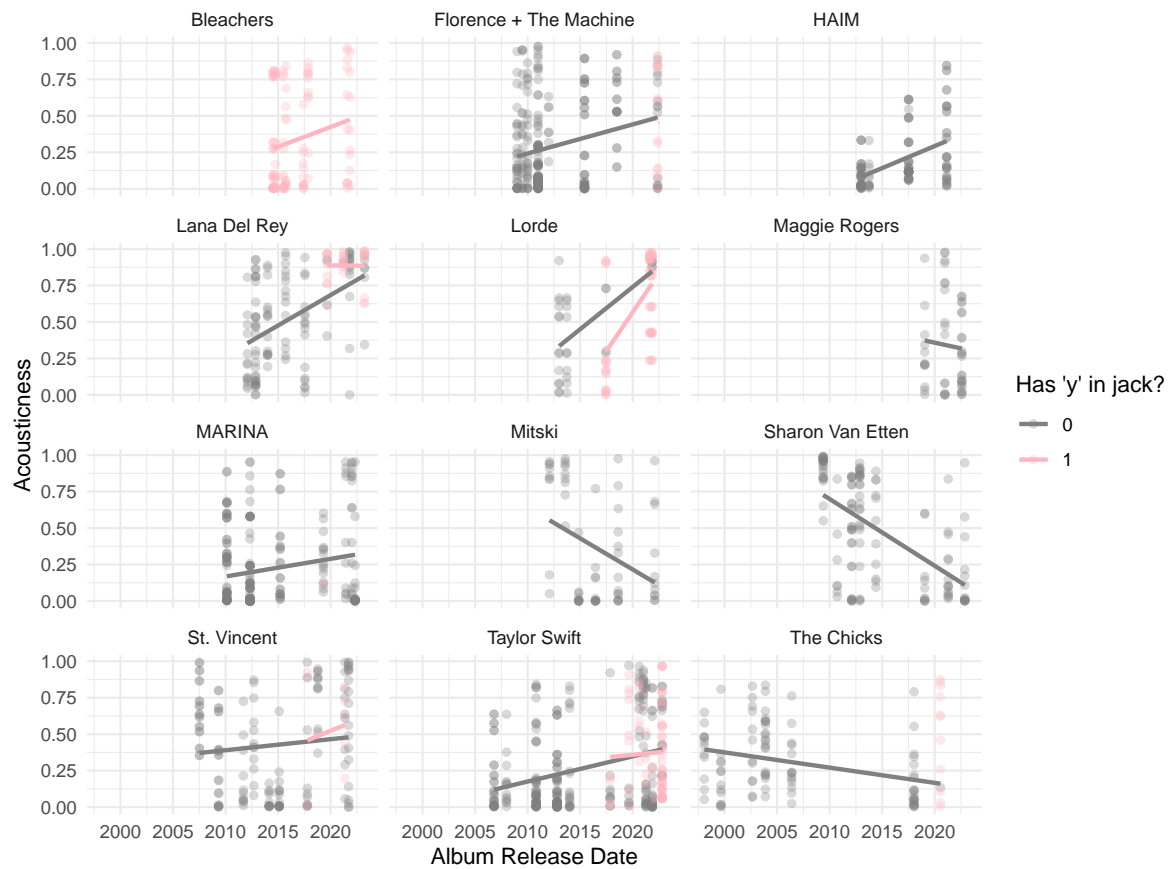 Bleachers
Florence + The Machine
HAIM
1.00
0.75
0.50
0.25
0.00
Lana Del Rey
Lorde
Maggie Rogers
1.00
0.75
0.50
0.25
0.00
MARINA
Mitski
Sharon Van Etten
1.00
0.75
0.50
0.25
0.00
St. Vincent
Taylor Swift
The Chicks
1.00
0.75
0.50
0.25
0.00
2000 2005 2010 2015 2020
2000 2005 2010 2015 2020
2000 2005 2010 2015 2020
Album Release Date
Acousticness
Has 'y' in jack?
0
1